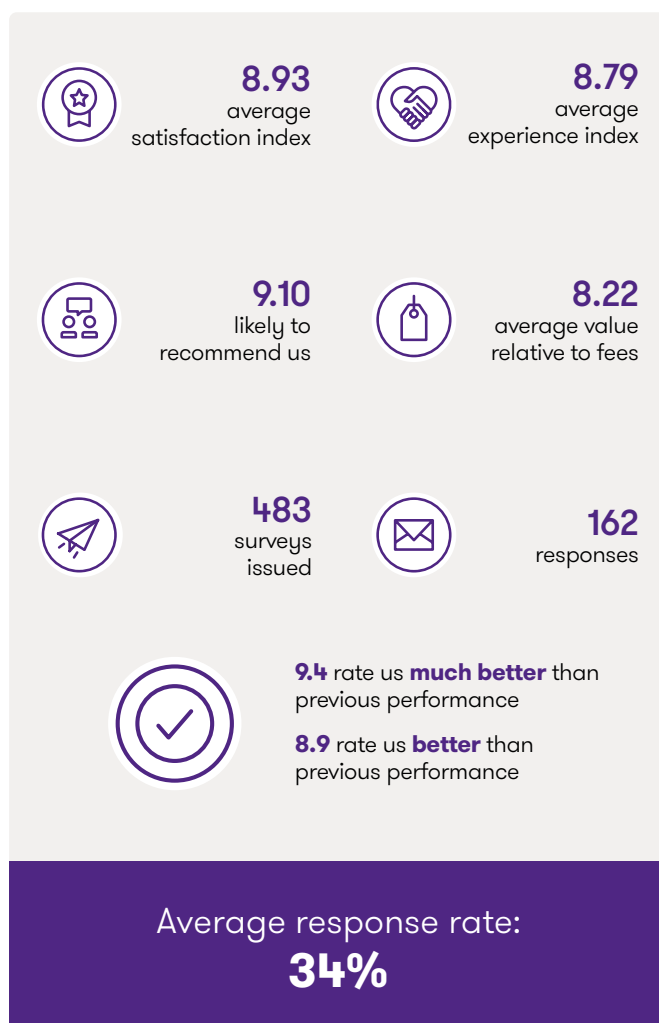 8.93
average
satisfaction index
8.79
average
experience index
9.10
likely to
recommend us
8.22
average value
relative to fees
483
surveys
issued
162
responses
9.4 rate us much better than
previous performance
8.9 rate us better than
previous performance
Average response rate:
34%